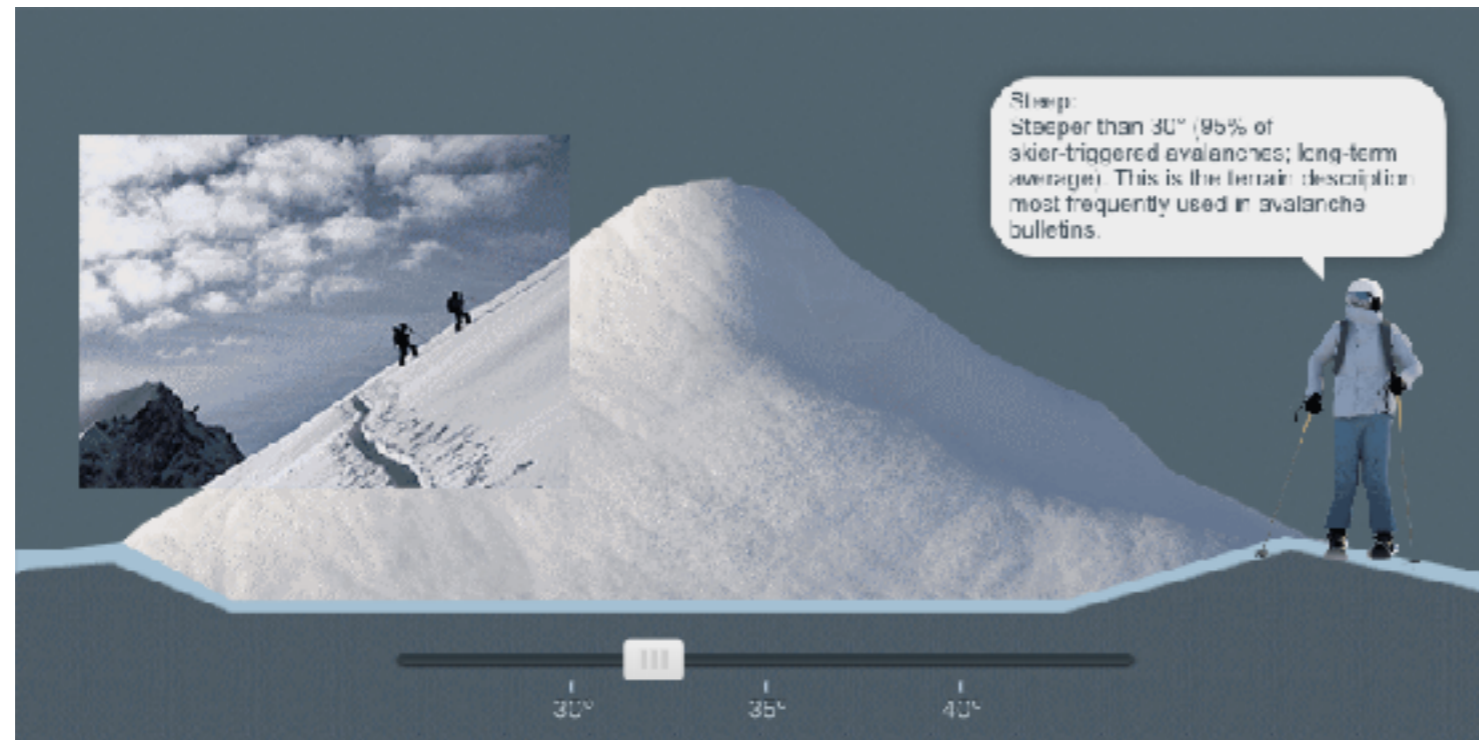 Steep:
Steeper than 30° (95% of
skier-triggered avalanches; long-term
average). This is the terrain description
most frequently used in avalanche
bulletins.
30° 35° 40°